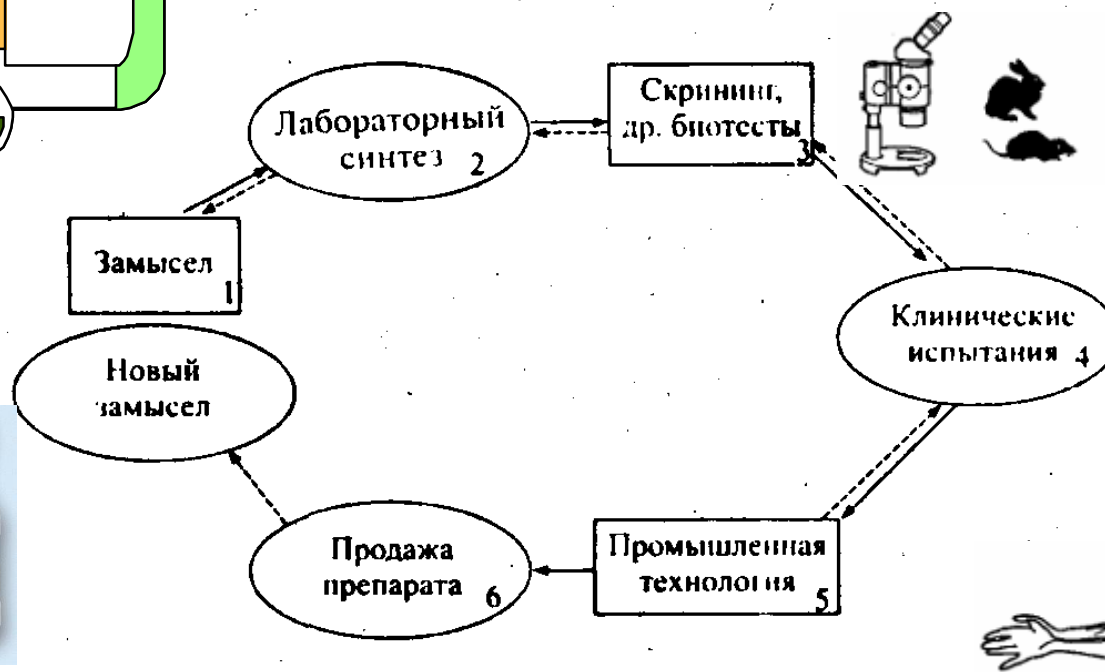 Замысел
1
Лабораторный
синтез 2
Скрининг,
др. биотесты
3
Клинические
испытания 4
Промышленная
технология 5
Продажа
препарата 6
Новый
замысел